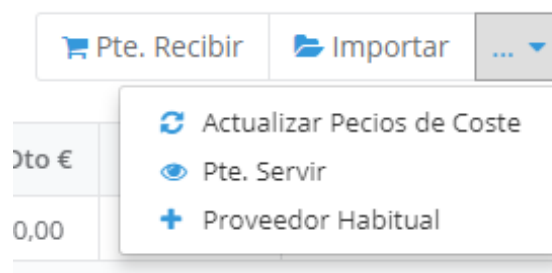 Pte. Recibir Importar ...
Actualizar Pecios de Coste
Dto €
Pte. Servir
0,00
Proveedor Habitual